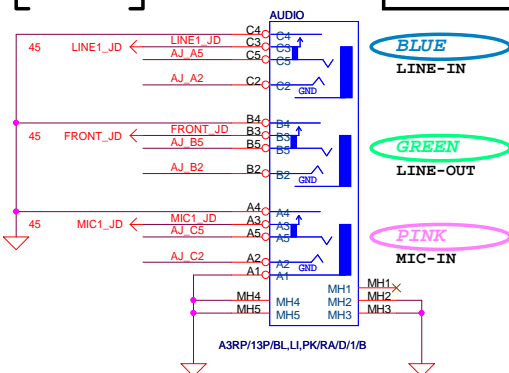 AUDIO
C4 C4
45 LINE1_JD LINE1_JD C3 C3
AJ_A5 C5 C5
BLUE
LINE-IN
AJ_A2 C2 C2
GND
B4 B4
45 FRONT_JD FRONT_JD B3 B3
AJ_B5 B5 B5
GREEN
LINE-OUT
AJ_B2 B2 B2
GND
A4 A4
45 MIC1_JD MIC1_JD A3 A3
AJ_C5 A5 A5
PINK
MIC-IN
AJ_C2 A2 A2
GND
A1 A1
MH1 MH1
MH4 MH4 MH2 MH2
MH5 MH5 MH3 MH3
A3RP/13P/BL,LI,PK/RA/D/1/B